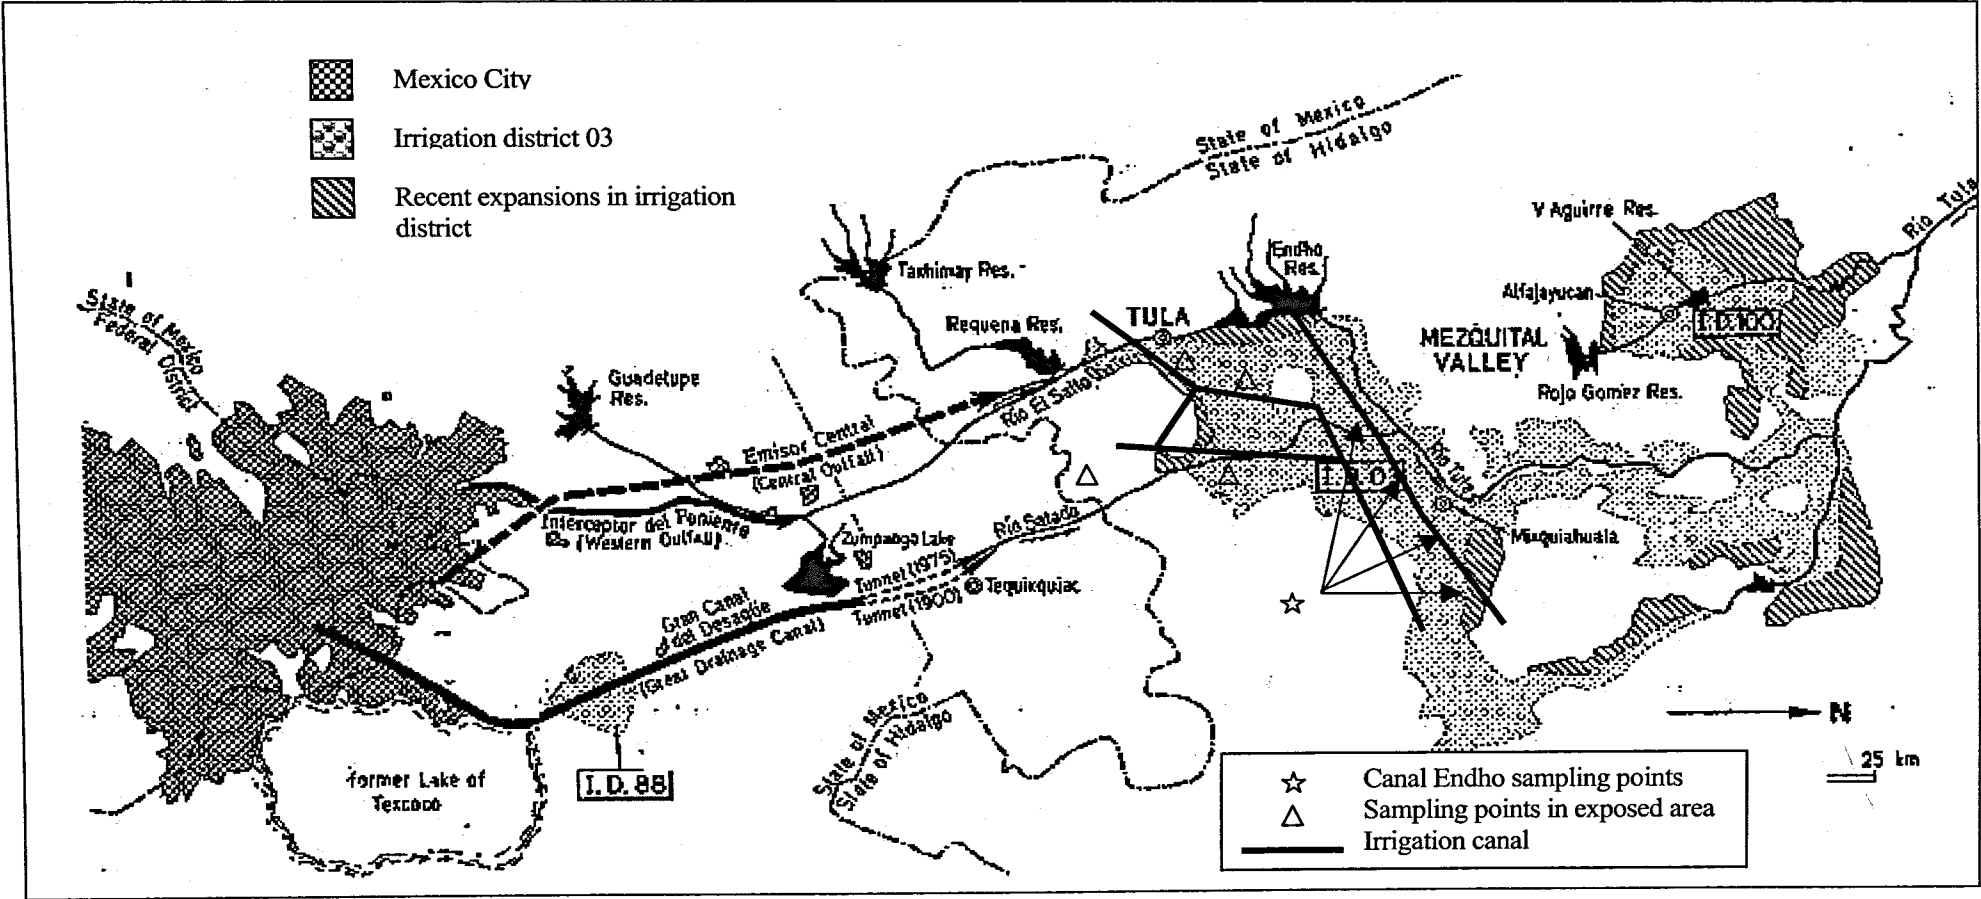 Mexico City
Irrigation district 03
Recent expansions in irrigation
district
State of Mexico
State of Hidalgo
V Aguirre Res.
Rio Tula
Endho
Res.
Taxhimay Res.
Alfajayucan
I.D.100
State of Mexico
Federal District
Requena Res.
TULA
MEZQUITAL
VALLEY
Rojo Gomez Res.
Guadelupe
Res.
Rio El Salto
Emisor Central
(Central Outfall)
Rio Tula
Interceptor del Poniente
(Western Outfall)
Rio Salado
Mixquiahuala
Zumpango Lake
Tunnel (1975)
Tunnel (1900)
Tequixquiac
Gran Canal
del Desague
(Great Drainage Canal)
State of Mexico
State of Hidalgo
N
25 km
former Lake of
Texcoco
I.D. 88
Canal Endho sampling points
Sampling points in exposed area
Irrigation canal